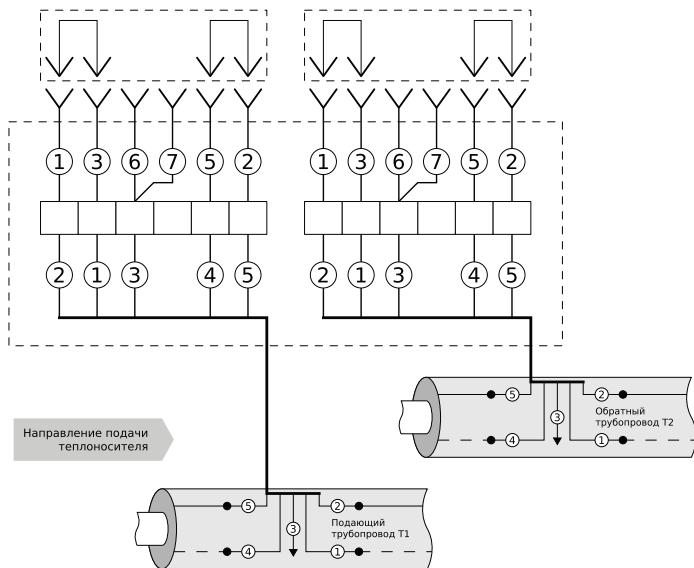 1 3 6 7 5 2 1 3 6 7 5 2
2 1 3 4 5 2 1 3 4 5
5 2
3
Обратный
трубопровод Т2
4 1
Направление подачи
теплоносителя
5 2
3
Подающий
трубопровод Т1
4 1